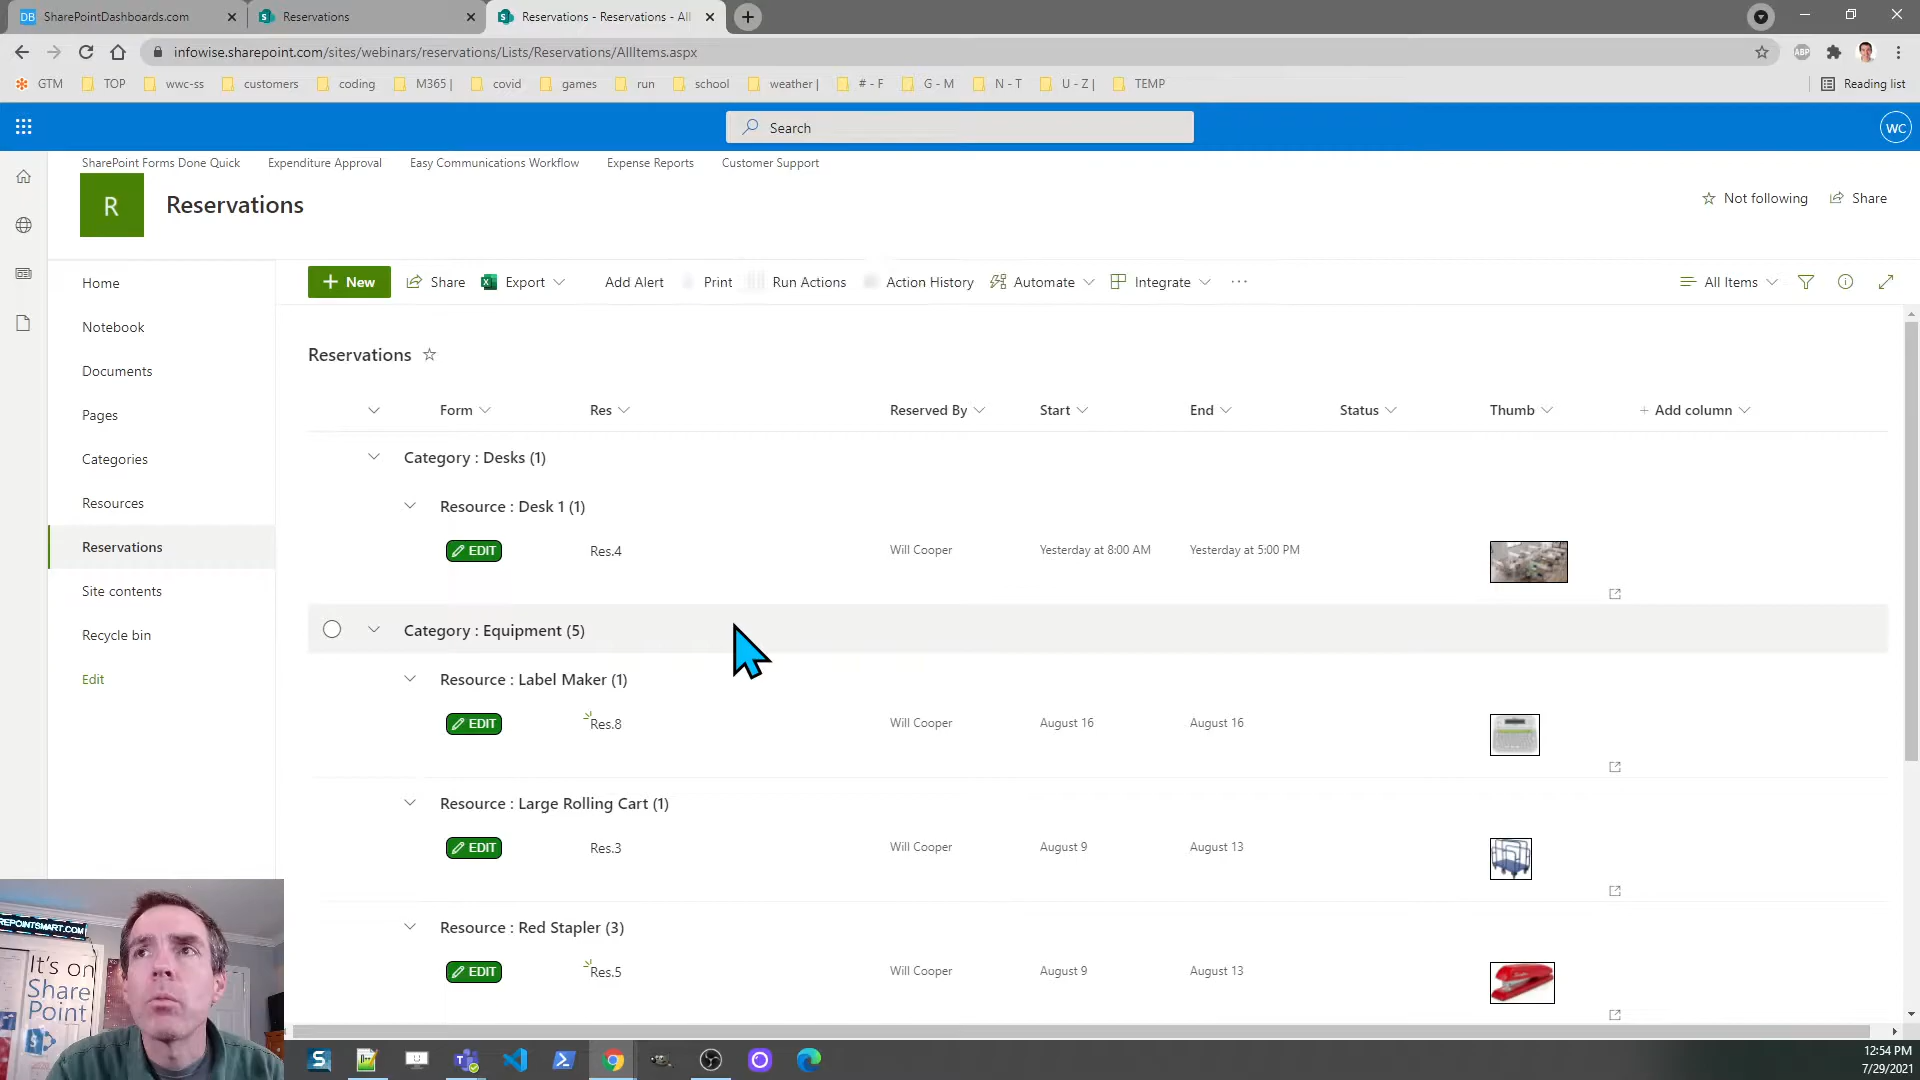 DB SharePointDashboards.com
Reservations
Reservations - Reservations - All
infowise.sharepoint.com/sites/webinars/reservations/Lists/Reservations/AllItems.aspx
ABP
GTM TOP wwc-ss customers coding M365 | covid games run school weather | # - F G - M N - T U - Z | TEMP Reading list
Search
WC
SharePoint Forms Done Quick Expenditure Approval Easy Communications Workflow Expense Reports Customer Support
R
Reservations
Not following Share
Home
Notebook
Documents
Pages
Categories
Resources
Reservations
Site contents
Recycle bin
Edit
+ New Share Export Add Alert Print Run Actions Action History Automate Integrate ... All Items
Reservations
Form Res Reserved By Start End Status Thumb + Add column
Category : Desks (1)
Resource : Desk 1 (1)
EDIT Res.4 Will Cooper Yesterday at 8:00 AM Yesterday at 5:00 PM
Category : Equipment (5)
Resource : Label Maker (1)
EDIT Res.8 Will Cooper August 16 August 16
Resource : Large Rolling Cart (1)
EDIT Res.3 Will Cooper August 9 August 13
Resource : Red Stapler (3)
EDIT Res.5 Will Cooper August 9 August 13
REPOINTSMART.COM
It's on
Share
Point
S
12:54 PM
7/29/2021